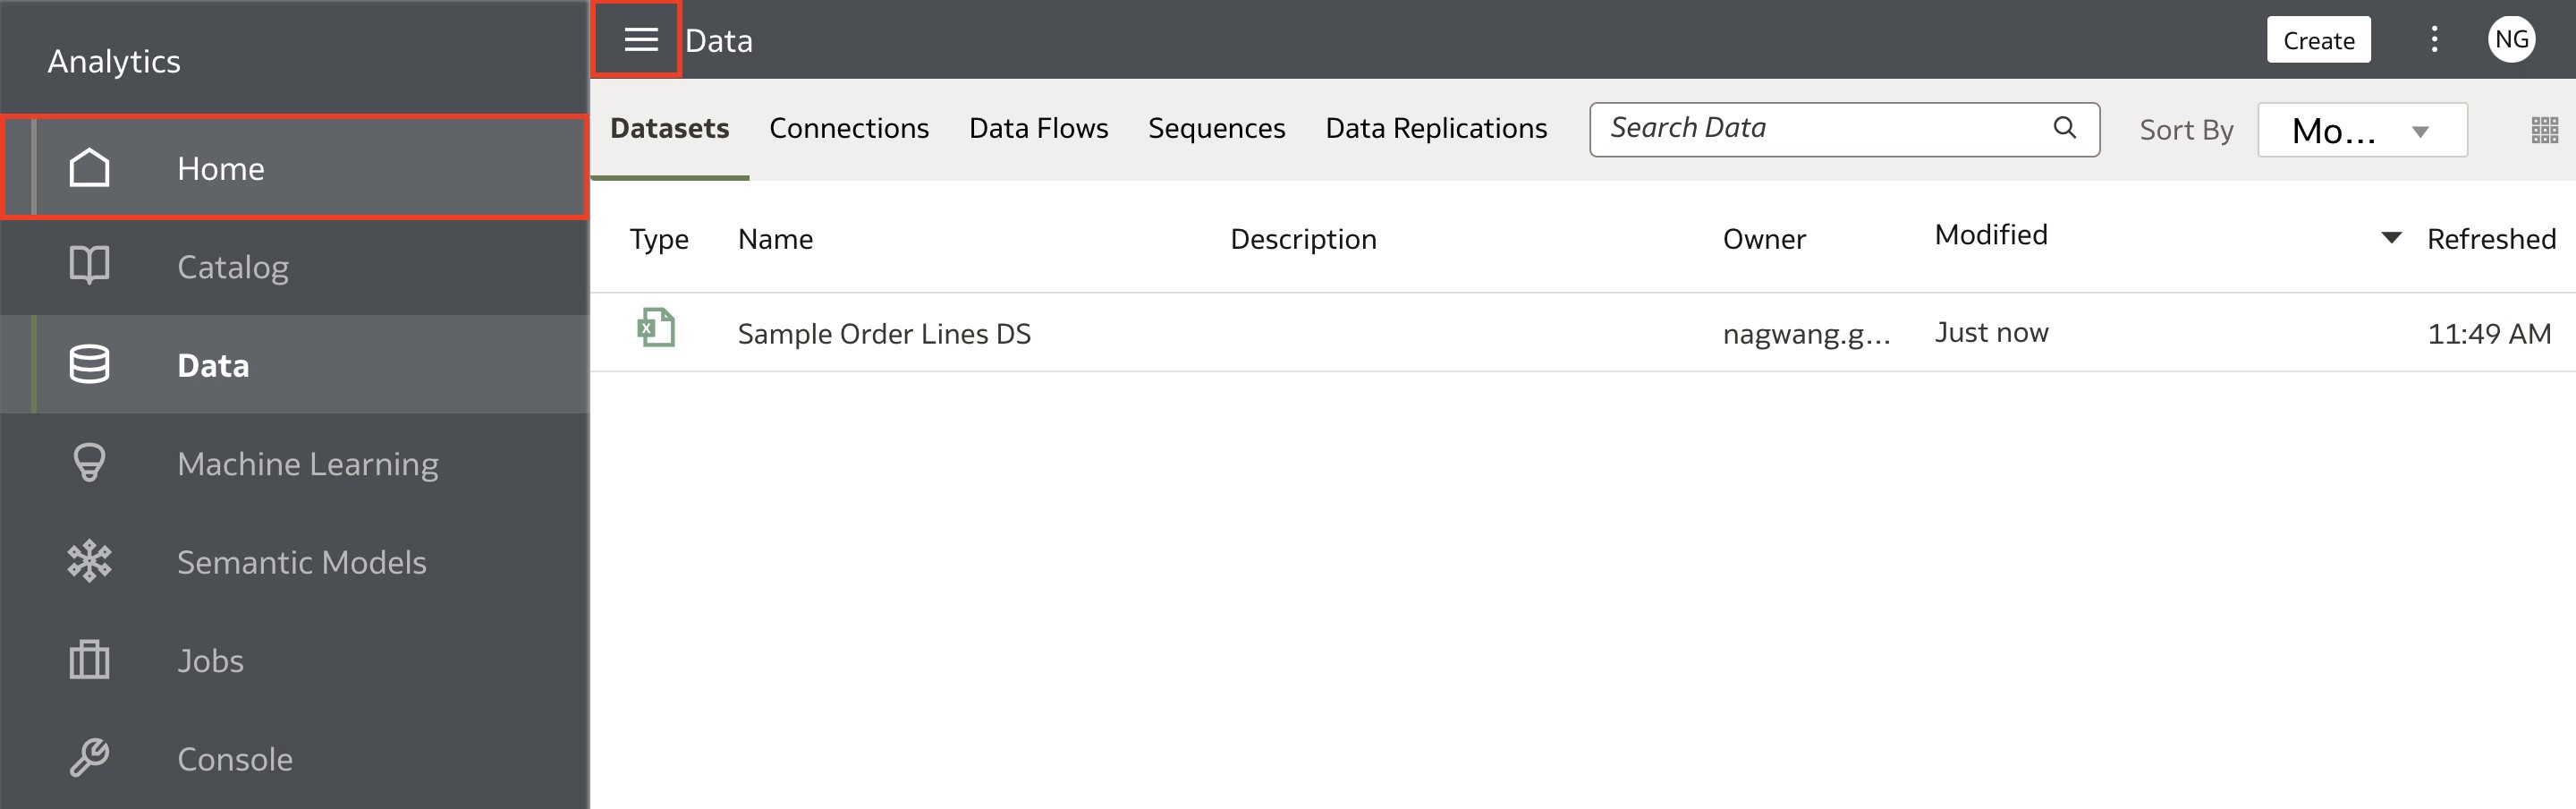 Analytics
Home
Catalog
Data
Machine Learning
Semantic Models
Jobs
Console
Data
Create
NG
Datasets Connections Data Flows Sequences Data Replications Search Data Sort By Mo...
Type Name Description Owner Modified Refreshed
X Sample Order Lines DS nagwang.g... Just now 11:49 AM